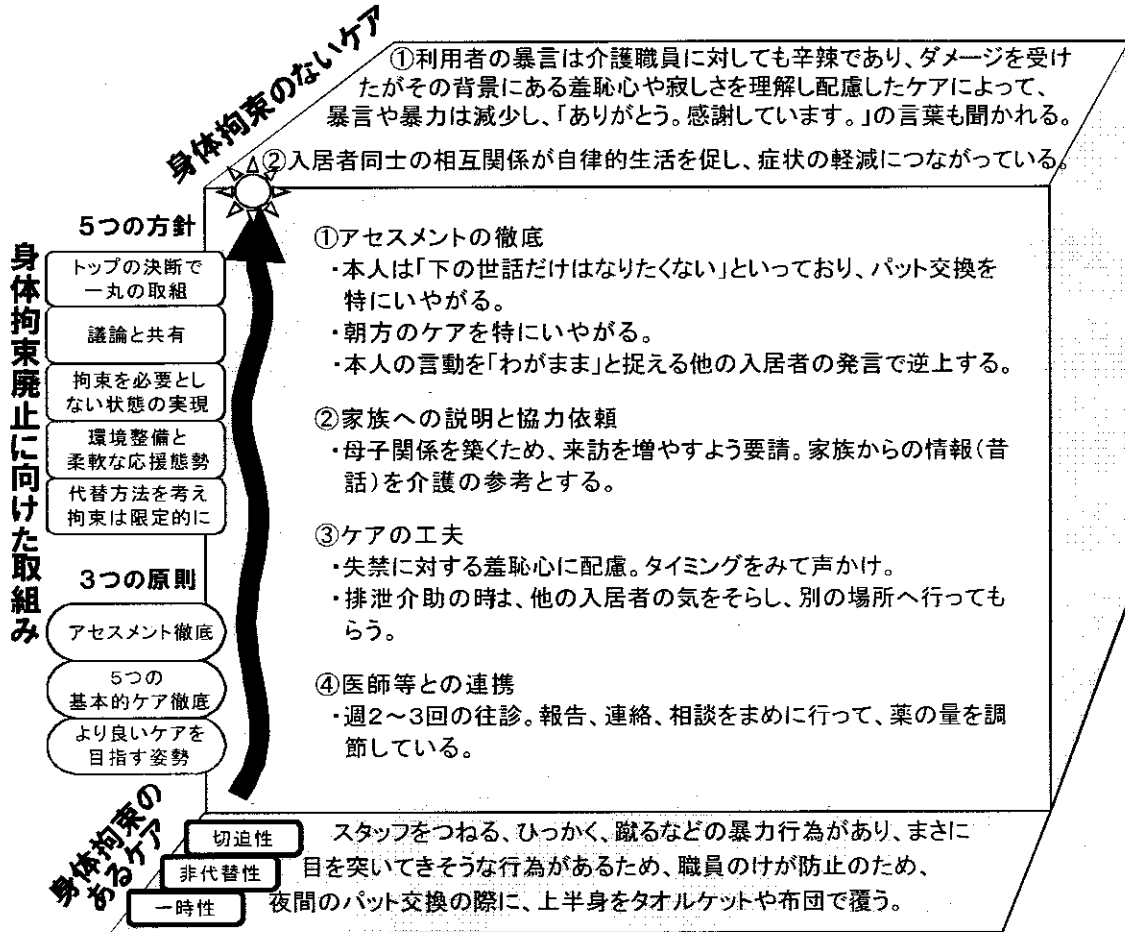 身体拘束のないケア
①利用者の暴言は介護職員に対しても辛辣であり、ダメージを受け
たがその背景にある羞恥心や寂しさを理解し配慮したケアによって、
暴言や暴力は減少し、「ありがとう。感謝しています。」の言葉も聞かれる。
②入居者同士の相互関係が自律的生活を促し、症状の軽減につながっている。
身体拘束廃止に向けた取組み
5つの方針
トップの決断で
一丸の取組
議論と共有
拘束を必要とし
ない状態の実現
環境整備と
柔軟な応援態勢
代替方法を考え
拘束は限定的に
3つの原則
アセスメント徹底
5つの
基本的ケア徹底
より良いケアを
目指す姿勢
①アセスメントの徹底
・本人は「下の世話だけはなりたくない」といっており、パット交換を
特にいやがる。
・朝方のケアを特にいやがる。
・本人の言動を「わがまま」と捉える他の入居者の発言で逆上する。
②家族への説明と協力依頼
・母子関係を築くため、来訪を増やすよう要請。家族からの情報(昔
話)を介護の参考とする。
③ケアの工夫
・失禁に対する羞恥心に配慮。タイミングをみて声かけ。
・排泄介助の時は、他の入居者の気をそらし、別の場所へ行っても
らう。
④医師等との連携
・週2～3回の往診。報告、連絡、相談をまめに行って、薬の量を調
節している。
身体拘束の
あるケア
切迫性
非代替性
一時性
スタッフをつねる、ひっかく、蹴るなどの暴力行為があり、まさに
目を突いてきそうな行為があるため、職員のけが防止のため、
夜間のパット交換の際に、上半身をタオルケットや布団で覆う。